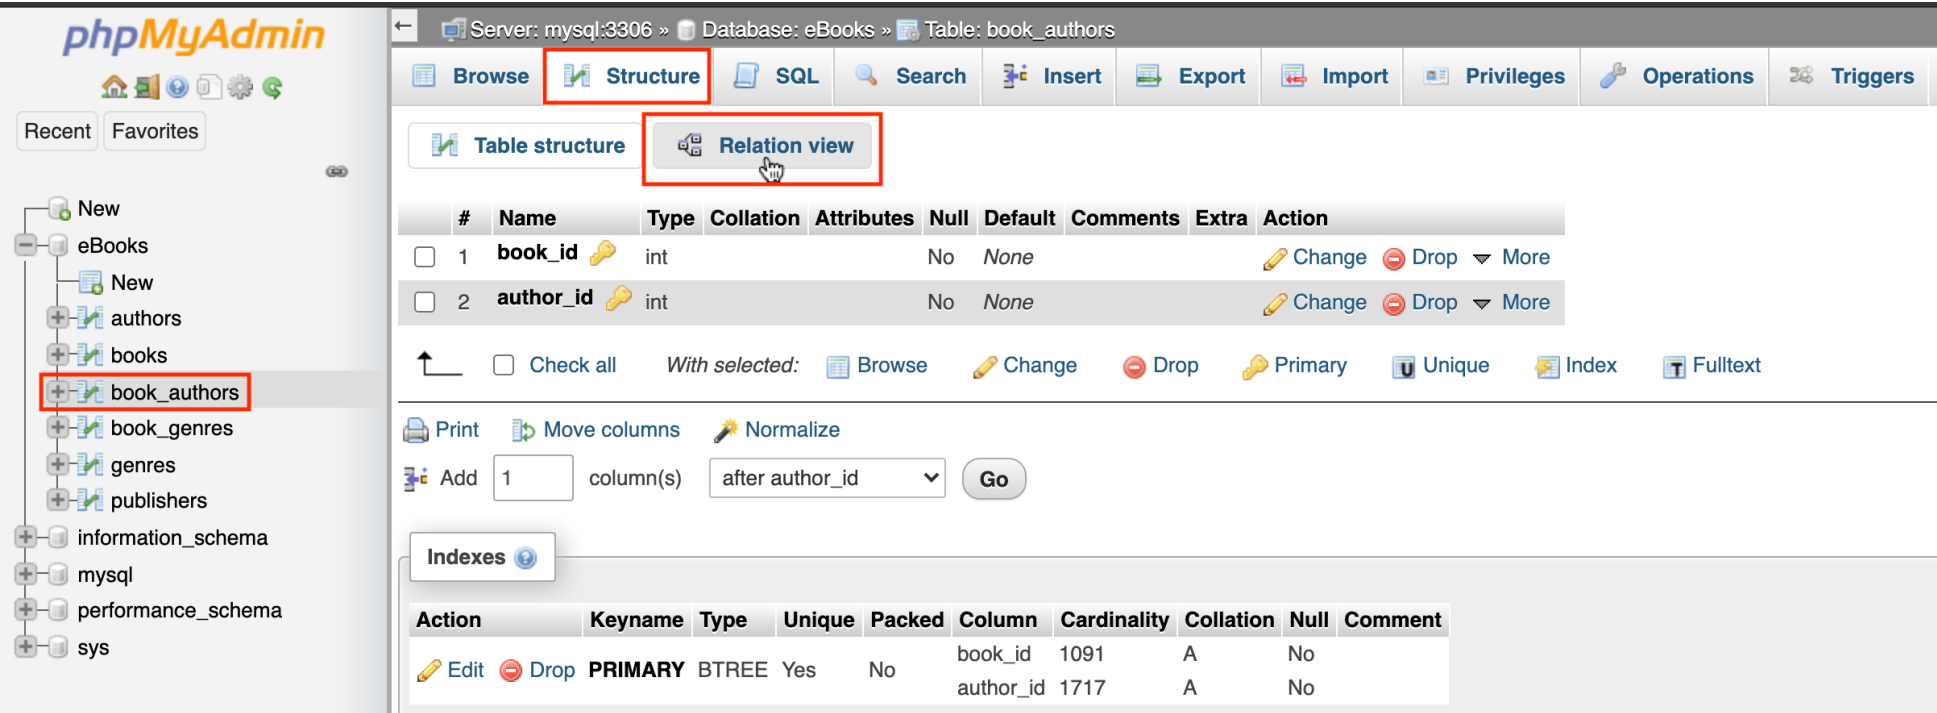 phpMyAdmin
Recent Favorites
New
eBooks
New
authors
books
book_authors
book_genres
genres
publishers
information_schema
mysql
performance_schema
sys
Server: mysql:3306 » Database: eBooks » Table: book_authors
Browse Structure SQL Search Insert Export Import Privileges Operations Triggers
Table structure Relation view
# Name Type Collation Attributes Null Default Comments Extra Action
1 book_id int No None Change Drop More
2 author_id int No None Change Drop More
Check all With selected: Browse Change Drop Primary Unique Index Fulltext
Print Move columns Normalize
Add 1 column(s) after author_id Go
Indexes
Action Keyname Type Unique Packed Column Cardinality Collation Null Comment
Edit Drop PRIMARY BTREE Yes No book_id 1091 A No
author_id 1717 A No